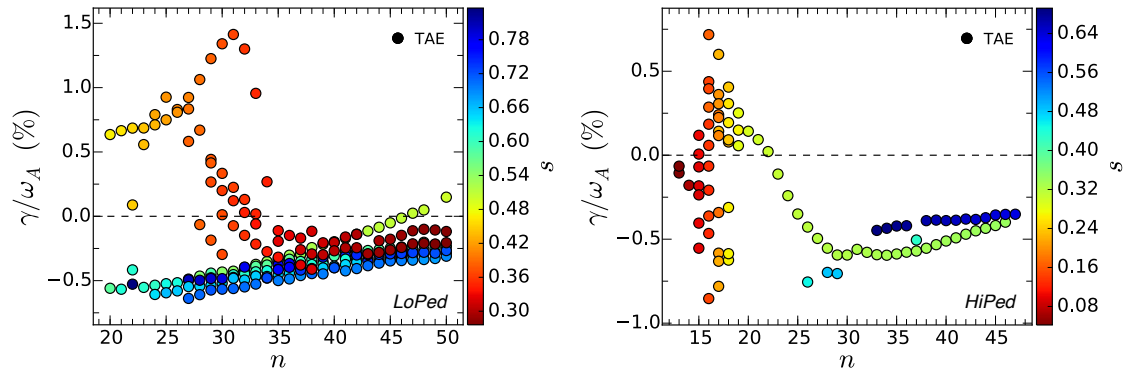 1.5
1.0
0.5
0.0
−0.5
γ/ω_A (%)
TAE
LoPed
20 25 30 35 40 45 50
n
0.78
0.72
0.66
0.60
0.54
0.48
0.42
0.36
0.30
s
0.5
0.0
−0.5
−1.0
γ/ω_A (%)
TAE
HiPed
15 20 25 30 35 40 45
n
0.64
0.56
0.48
0.40
0.32
0.24
0.16
0.08
s